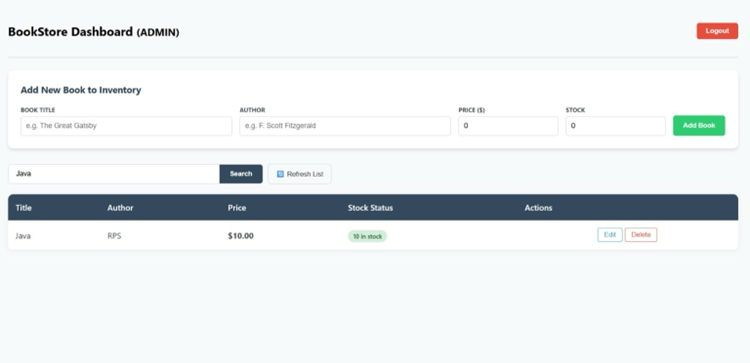 BookStore Dashboard (ADMIN)
Logout
Add New Book to Inventory
BOOK TITLE AUTHOR PRICE ($) STOCK
e.g. The Great Gatsby e.g. F. Scott Fitzgerald 0 0 Add Book
Java Search Refresh List
Title Author Price Stock Status Actions
Java RPS $10.00 10 in stock Edit Delete